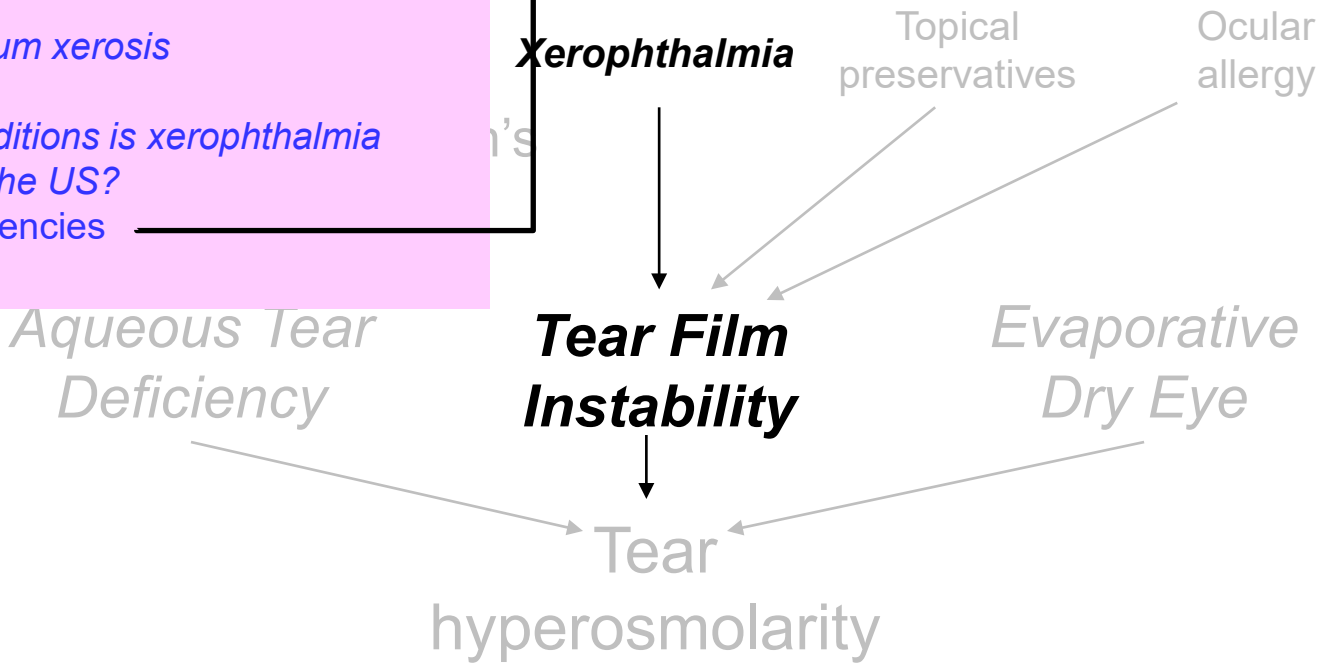 um xerosis
ditions is xerophthalmia
he US?
encies
Xerophthalmia
Topical
preservatives
Ocular
allergy
's
Aqueous Tear
Deficiency
Tear Film
Instability
Evaporative
Dry Eye
Tear
hyperosmolarity